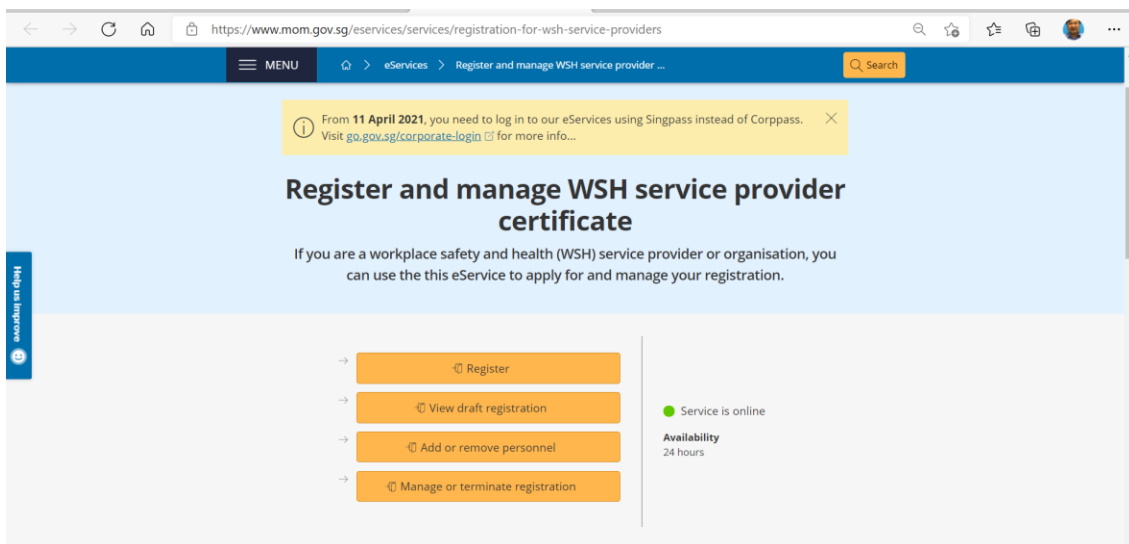 https://www.mom.gov.sg/eservices/services/registration-for-wsh-service-providers
MENU
eServices > Register and manage WSH service provider ...
Search
From 11 April 2021, you need to log in to our eServices using Singpass instead of Corppass.
Visit go.gov.sg/corporate-login for more info...
Register and manage WSH service provider
certificate
If you are a workplace safety and health (WSH) service provider or organisation, you
can use the this eService to apply for and manage your registration.
Help us improve
Register
View draft registration
Add or remove personnel
Manage or terminate registration
Service is online
Availability
24 hours